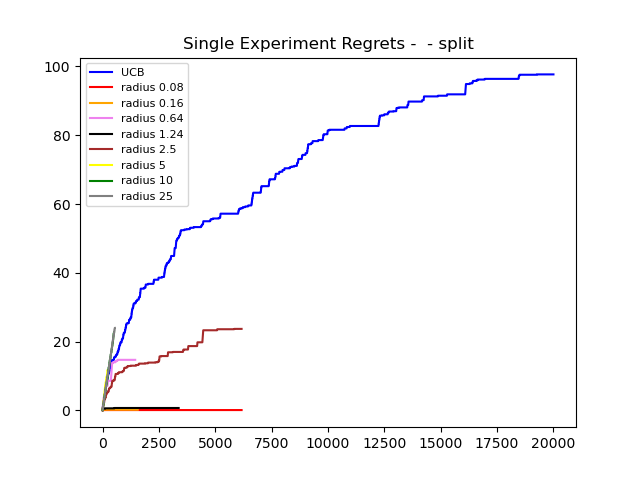 Single Experiment Regrets -  - split
100
80
60
40
20
0
UCB
radius 0.08
radius 0.16
radius 0.64
radius 1.24
radius 2.5
radius 5
radius 10
radius 25
0 2500 5000 7500 10000 12500 15000 17500 20000